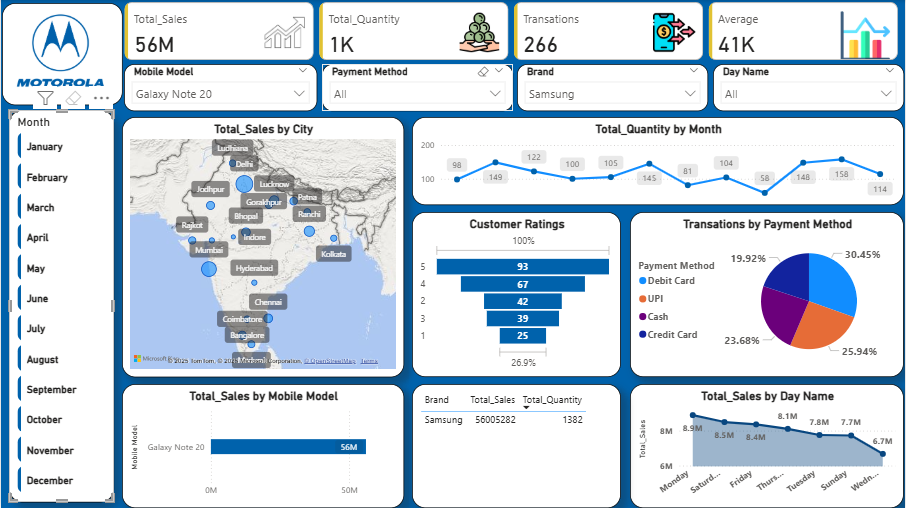 MOTOROLA
Total_Sales
56M
Total_Quantity
1K
Transations
266
Average
41K
Mobile Model
Galaxy Note 20
Payment Method
All
Brand
Samsung
Day Name
All
Month
January
February
March
April
May
June
July
August
September
October
November
December
Total_Sales by City
Ludhiana
Delhi
Lucknow
Jodhpur
Gorakhpur
Patna
Bhopal
Ranchi
Rajkot
Indore
Mumbai
Kolkata
Hyderabad
Chennai
Coimbatore
Bangalore
© 2025 TomTom, © 2025 Microsoft Corporation, © OpenStreetMap Terms
Total_Quantity by Month
200
100
98
149
122
100
105
145
81
104
58
148
158
114
Customer Ratings
100%
5 93
4 67
2 42
3 39
1 25
26.9%
Transations by Payment Method
Payment Method
Debit Card
UPI
Cash
Credit Card
30.45%
25.94%
23.68%
19.92%
Total_Sales by Mobile Model
Mobile Model
Galaxy Note 20
56M
0M 50M
Brand Total_Sales Total_Quantity
Samsung 56005282 1382
Total_Sales by Day Name
Total_Sales
8M
6M
8.9M
8.5M
8.4M
8.1M
7.8M
7.7M
6.7M
Monday
Saturd...
Friday
Thurs...
Tuesday
Sunday
Wedn...